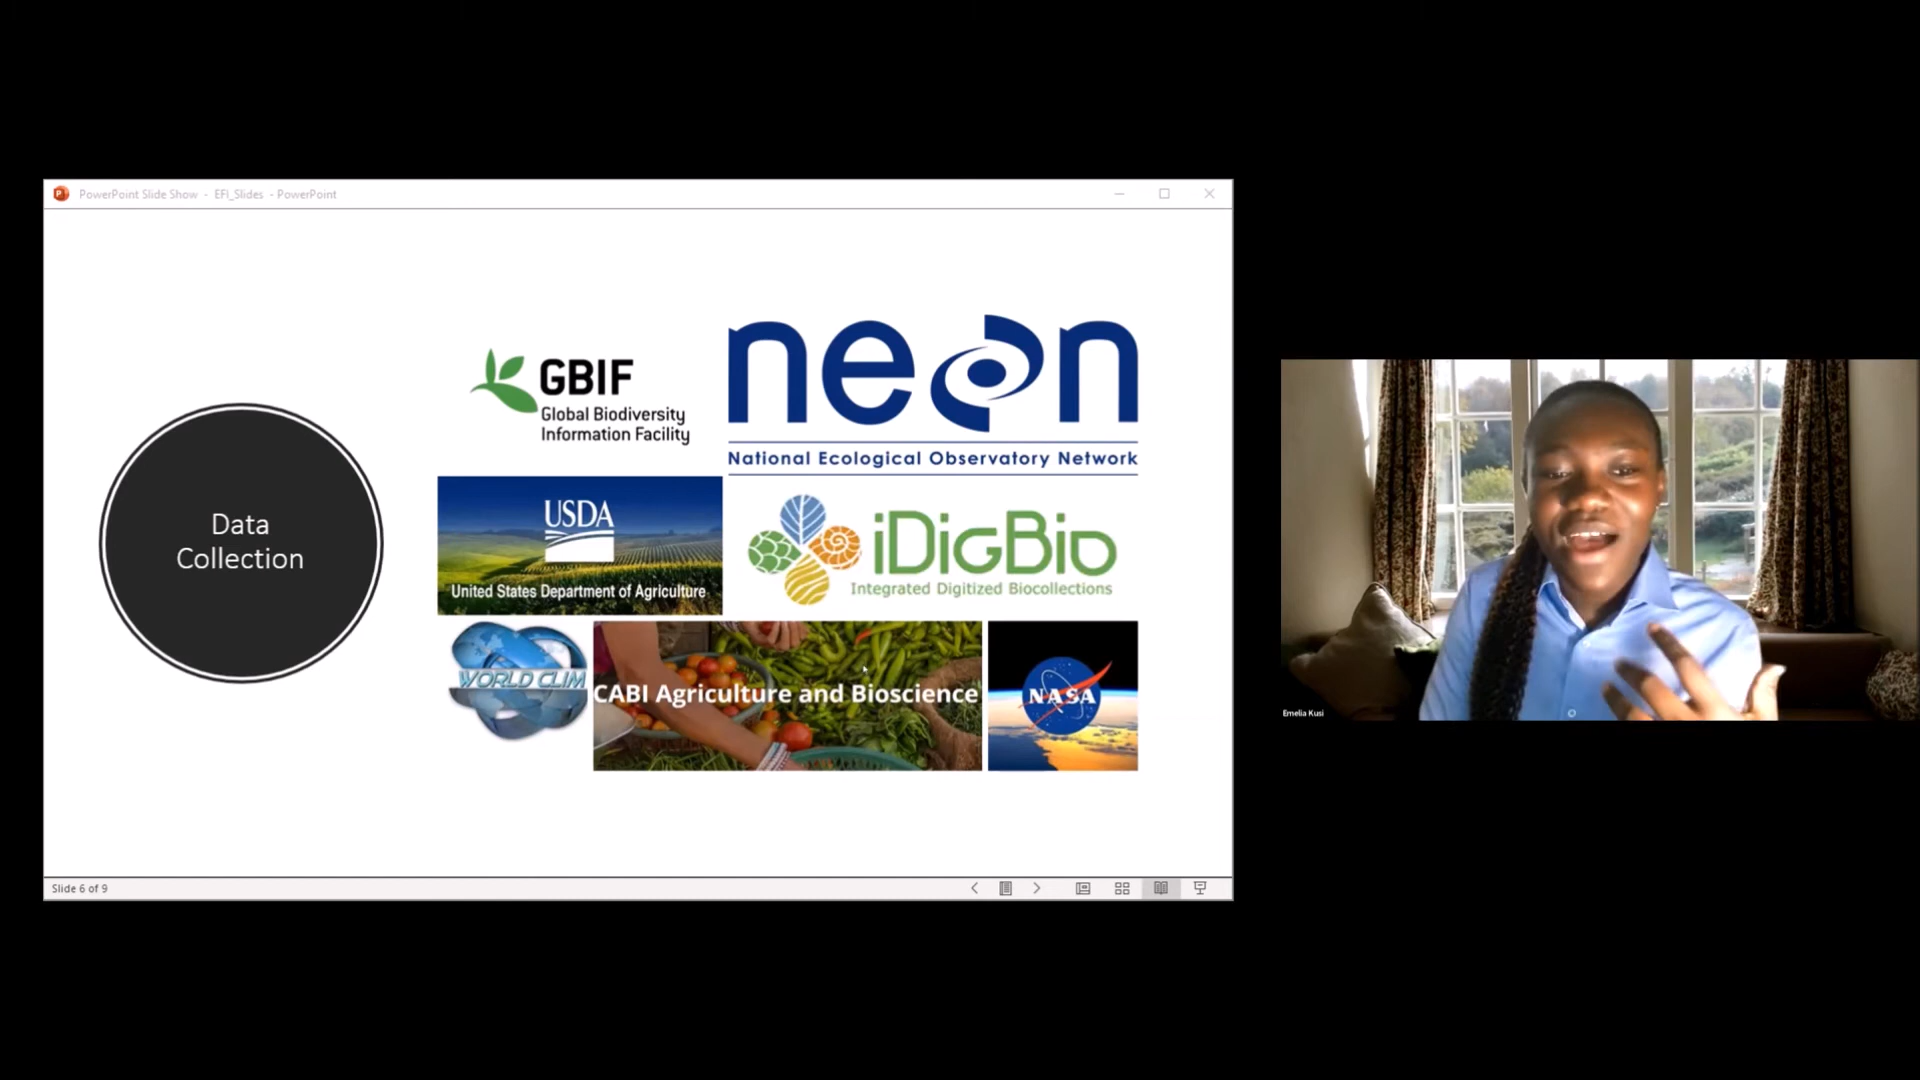 PowerPoint Slide Show - EFI_Slides - PowerPoint
Data
Collection
GBIF
Global Biodiversity
Information Facility
neon
National Ecological Observatory Network
USDA
United States Department of Agriculture
iDigBio
Integrated Digitized Biocollections
WORLD CLIM
CABI Agriculture and Bioscience
NASA
Emelia Kusi
Slide 6 of 9